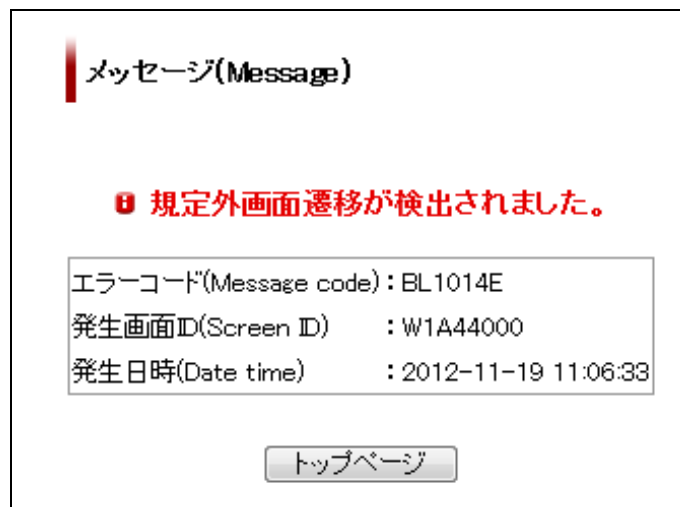 メッセージ(Message)
規定外画面遷移が検出されました。
エラーコード(Message code):BL1014E
発生画面ID(Screen ID) :W1A44000
発生日時(Date time) :2012-11-19 11:06:33
トップページ